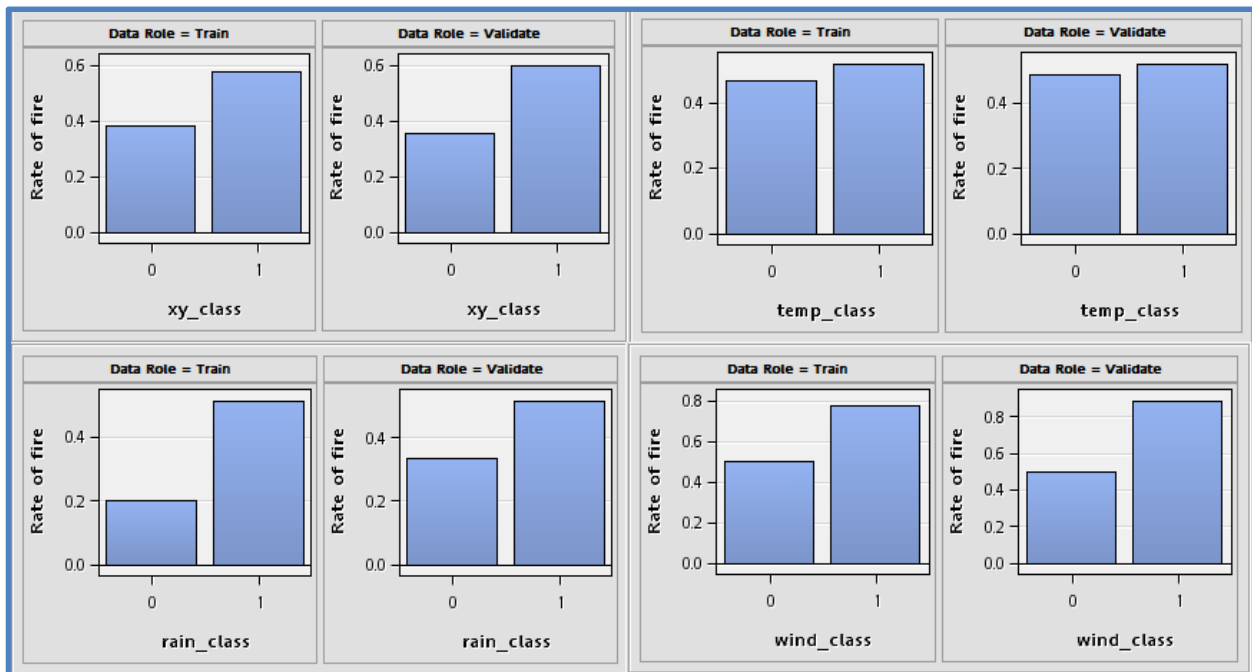 Data Role = Train
Rate of fire
0.6
0.4
0.2
0.0
0 1
xy_class
Data Role = Validate
Rate of fire
0.6
0.4
0.2
0.0
0 1
xy_class
Data Role = Train
Rate of fire
0.4
0.2
0.0
0 1
temp_class
Data Role = Validate
Rate of fire
0.4
0.2
0.0
0 1
temp_class
Data Role = Train
Rate of fire
0.4
0.2
0.0
0 1
rain_class
Data Role = Validate
Rate of fire
0.4
0.2
0.0
0 1
rain_class
Data Role = Train
Rate of fire
0.8
0.6
0.4
0.2
0.0
0 1
wind_class
Data Role = Validate
Rate of fire
0.8
0.6
0.4
0.2
0.0
0 1
wind_class